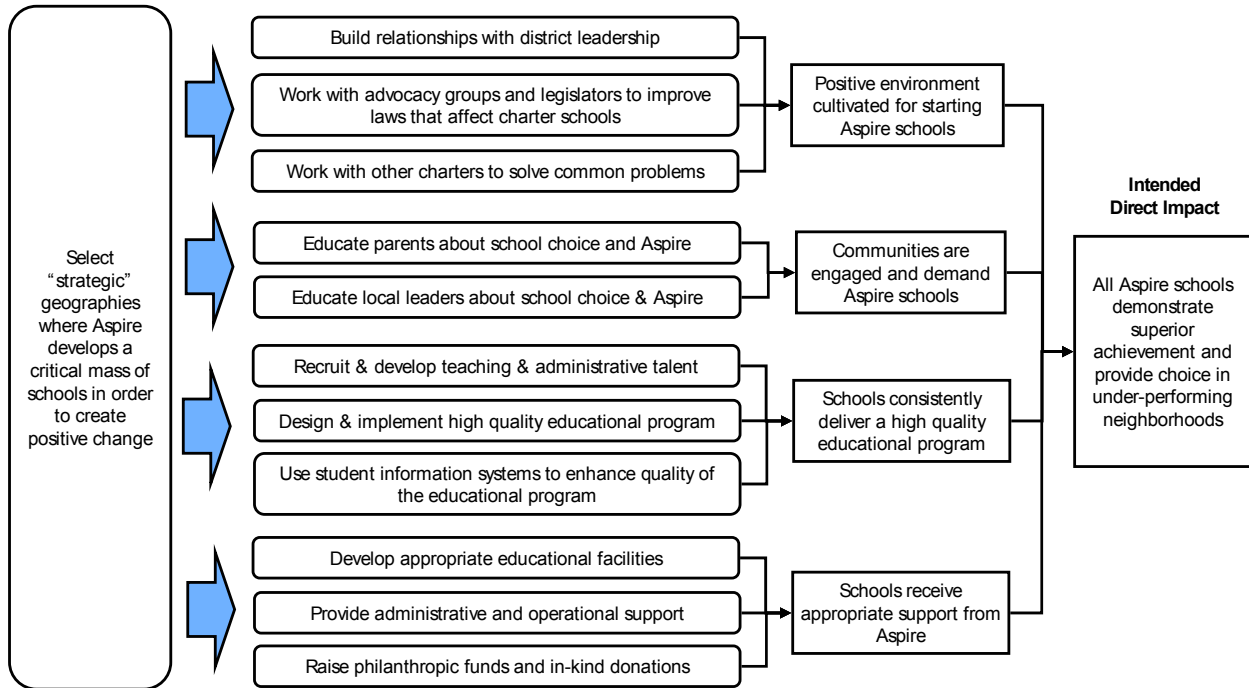 Select
“strategic”
geographies
where Aspire
develops a
critical mass of
schools in order
to create
positive change
Build relationships with district leadership
Work with advocacy groups and legislators to improve
laws that affect charter schools
Work with other charters to solve common problems
Educate parents about school choice and Aspire
Educate local leaders about school choice & Aspire
Recruit & develop teaching & administrative talent
Design & implement high quality educational program
Use student information systems to enhance quality of
the educational program
Develop appropriate educational facilities
Provide administrative and operational support
Raise philanthropic funds and in-kind donations
Positive environment
cultivated for starting
Aspire schools
Communities are
engaged and demand
Aspire schools
Schools consistently
deliver a high quality
educational program
Schools receive
appropriate support from
Aspire
Intended
Direct Impact
All Aspire schools
demonstrate
superior
achievement and
provide choice in
under-performing
neighborhoods